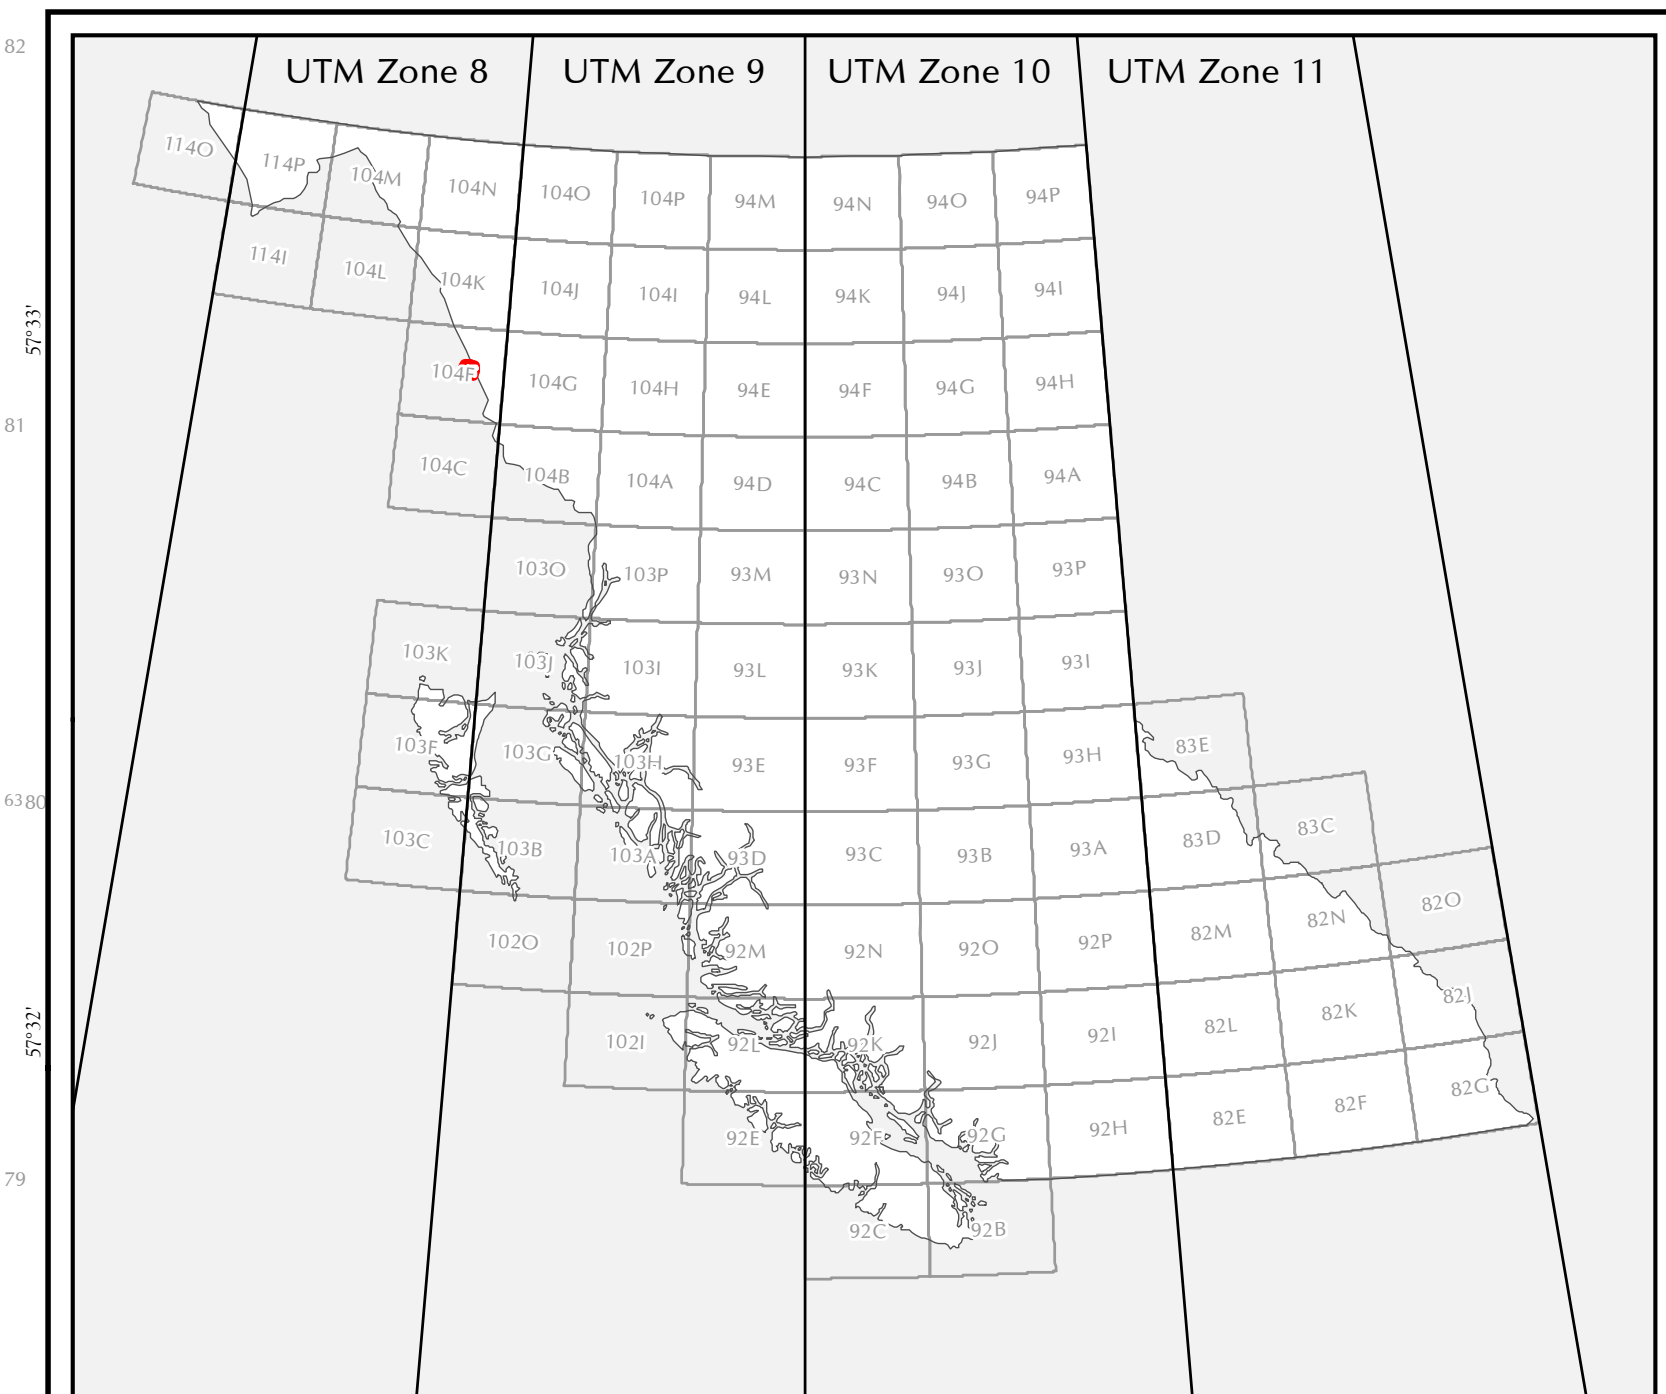 82
UTM Zone 8 UTM Zone 9 UTM Zone 10 UTM Zone 11
114O 114P 104M 104N 104O 104P 94M 94N 94O 94P
114I 104L 104K 104J 104I 94L 94K 94J 94I
57°33'
104F 104G 104H 94E 94F 94G 94H
81
104C 104B 104A 94D 94C 94B 94A
103O 103P 93M 93N 93O 93P
103K 103J 103I 93L 93K 93J 93I
103F 103G 103H 93E 93F 93G 93H 83E
6380
103C 103B 103A 93D 93C 93B 93A 83D 83C
102O 102P 92M 92N 92O 92P 82M 82N 82O
57°32'
102I 92L 92K 92J 92I 82L 82K 82J
92E 92F 92G 92H 82E 82F 82G
79
92C 92B